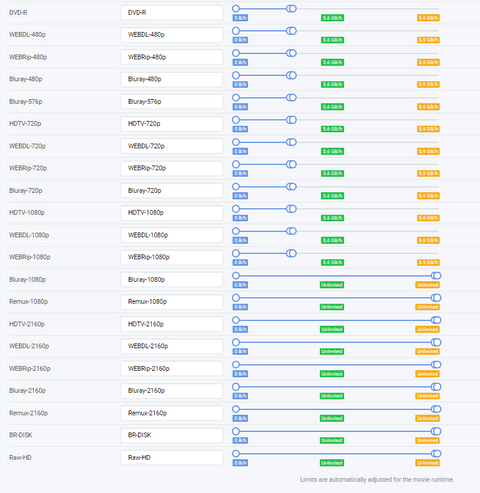 DVD-R DVD-R
0 B/h 5.6 GB/h 5.9 GB/h
WEBDL-480p WEBDL-480p
0 B/h 5.6 GB/h 5.9 GB/h
WEBRip-480p WEBRip-480p
0 B/h 5.6 GB/h 5.9 GB/h
Bluray-480p Bluray-480p
0 B/h 5.6 GB/h 5.9 GB/h
Bluray-576p Bluray-576p
0 B/h 5.6 GB/h 5.9 GB/h
HDTV-720p HDTV-720p
0 B/h 5.6 GB/h 5.9 GB/h
WEBDL-720p WEBDL-720p
0 B/h 5.6 GB/h 5.9 GB/h
WEBRip-720p WEBRip-720p
0 B/h 5.6 GB/h 5.9 GB/h
Bluray-720p Bluray-720p
0 B/h 5.6 GB/h 5.9 GB/h
HDTV-1080p HDTV-1080p
0 B/h 5.6 GB/h 5.9 GB/h
WEBDL-1080p WEBDL-1080p
0 B/h 5.6 GB/h 5.9 GB/h
WEBRip-1080p WEBRip-1080p
0 B/h 5.6 GB/h 5.9 GB/h
Bluray-1080p Bluray-1080p
0 B/h Unlimited Unlimited
Remux-1080p Remux-1080p
0 B/h Unlimited Unlimited
HDTV-2160p HDTV-2160p
0 B/h Unlimited Unlimited
WEBDL-2160p WEBDL-2160p
0 B/h Unlimited Unlimited
WEBRip-2160p WEBRip-2160p
0 B/h Unlimited Unlimited
Bluray-2160p Bluray-2160p
0 B/h Unlimited Unlimited
Remux-2160p Remux-2160p
0 B/h Unlimited Unlimited
BR-DISK BR-DISK
0 B/h Unlimited Unlimited
Raw-HD Raw-HD
0 B/h Unlimited Unlimited
Limits are automatically adjusted for the movie runtime.